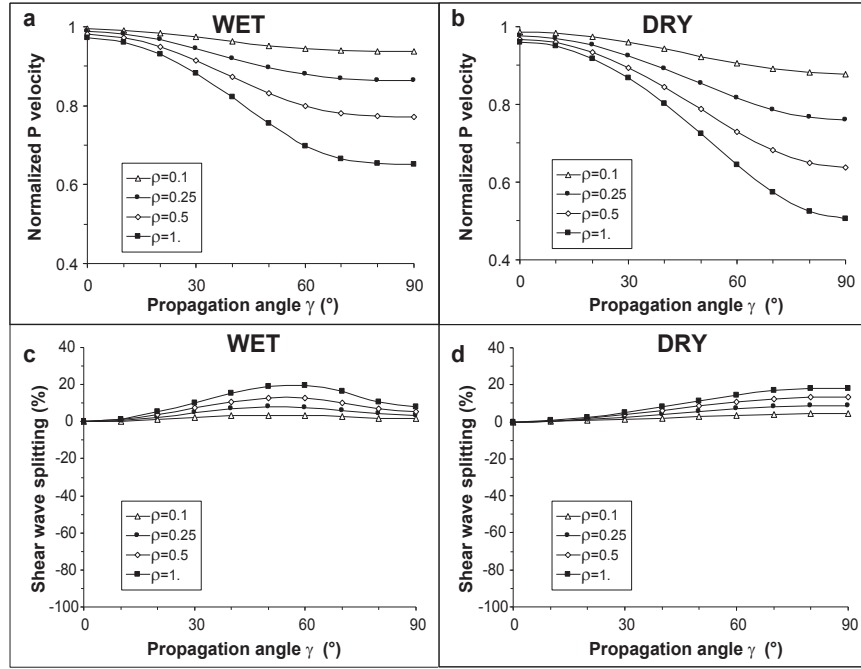 a
WET
Normalized P velocity
1
0.8
0.6
0.4
ρ=0.1
ρ=0.25
ρ=0.5
ρ=1.
0
30
60
90
Propagation angle γ (°)
b
DRY
Normalized P velocity
1
0.8
0.6
0.4
ρ=0.1
ρ=0.25
ρ=0.5
ρ=1.
0
30
60
90
Propagation angle γ (°)
c
WET
Shear wave splitting (%)
40
20
0
-20
-40
-60
-80
-100
ρ=0.1
ρ=0.25
ρ=0.5
ρ=1.
0
30
60
90
Propagation angle γ (°)
d
DRY
Shear wave splitting (%)
40
20
0
-20
-40
-60
-80
-100
ρ=0.1
ρ=0.25
ρ=0.5
ρ=1.
0
30
60
90
Propagation angle γ (°)